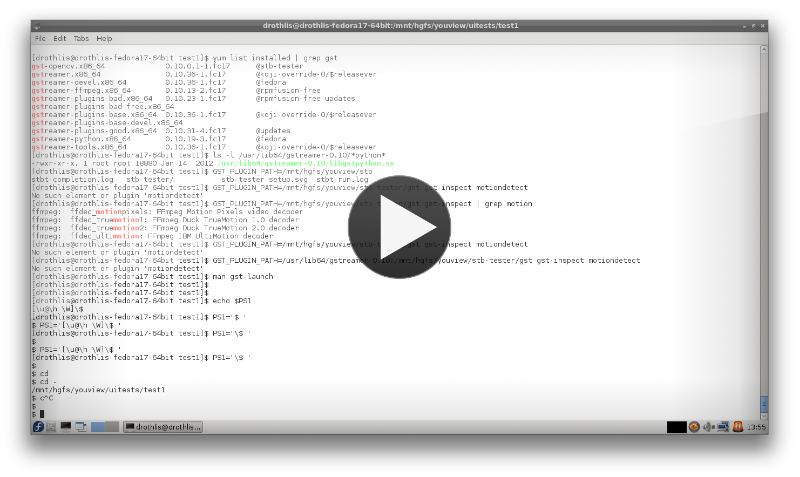 drothlis@drothlis-fedora17-64bit:/mnt/hgfs/youview/uitests/test1
File Edit Tabs Help
[drothlis@drothlis-fedora17-64bit test1]$ yum list installed | grep gst
gst-opencv.x86_64 0.10.0.1-1.fc17 @stb-tester
gstreamer.x86_64 0.10.36-1.fc17 @koji-override-0/$releasever
gstreamer-devel.x86_64 0.10.36-1.fc17 @fedora
gstreamer-ffmpeg.x86_64 0.10.13-2.fc17 @rpmfusion-free
gstreamer-plugins-bad.x86_64 0.10.23-1.fc17 @rpmfusion-free-updates
gstreamer-plugins-bad-free.x86_64
gstreamer-plugins-base.x86_64 0.10.36-1.fc17 @koji-override-0/$releasever
gstreamer-plugins-base-devel.x86_64
gstreamer-plugins-good.x86_64 0.10.31-4.fc17 @updates
gstreamer-python.x86_64 0.10.19-3.fc17 @fedora
gstreamer-tools.x86_64 0.10.36-1.fc17 @koji-override-0/$releasever
[drothlis@drothlis-fedora17-64bit test1]$ ls -l /usr/lib64/gstreamer-0.10/*python*
-rwxr-xr-x. 1 root root 18880 Jan 14 2012 /usr/lib64/gstreamer-0.10/libgstpython.so
[drothlis@drothlis-fedora17-64bit test1]$ GST_PLUGIN_PATH=/mnt/hgfs/youview/stb
stbt-completion.log stb-tester/ stb-tester-setup.svg stbt-run.log
[drothlis@drothlis-fedora17-64bit test1]$ GST_PLUGIN_PATH=/mnt/hgfs/youview/stb-tester/gst gst-inspect motiondetect
No such element or plugin 'motiondetect'
[drothlis@drothlis-fedora17-64bit test1]$ GST_PLUGIN_PATH=/mnt/hgfs/youview/stb-tester/gst gst-inspect | grep motion
ffmpeg: ffdec_motionpixels: FFmpeg Motion Pixels video decoder
ffmpeg: ffdec_truemotion1: FFmpeg Duck TrueMotion 1.0 decoder
ffmpeg: ffdec_truemotion2: FFmpeg Duck TrueMotion 2.0 decoder
ffmpeg: ffdec_ultimotion: FFmpeg IBM UltiMotion decoder
[drothlis@drothlis-fedora17-64bit test1]$ GST_PLUGIN_PATH=/mnt/hgfs/youview/stb-tester/gst gst-inspect motiondetect
No such element or plugin 'motiondetect'
[drothlis@drothlis-fedora17-64bit test1]$ GST_PLUGIN_PATH=/usr/lib64/gstreamer-0.10:/mnt/hgfs/youview/stb-tester/gst gst-inspect motiondetect
No such element or plugin 'motiondetect'
[drothlis@drothlis-fedora17-64bit test1]$ man gst-launch
[drothlis@drothlis-fedora17-64bit test1]$
[drothlis@drothlis-fedora17-64bit test1]$
[drothlis@drothlis-fedora17-64bit test1]$ echo $PS1
[\u@\h \W]\$
[drothlis@drothlis-fedora17-64bit test1]$ PS1='$ '
$ PS1='[\u@\h \W]\$ '
[drothlis@drothlis-fedora17-64bit test1]$ PS1='\$ '
$
$ PS1='[\u@\h \W]\$ '
[drothlis@drothlis-fedora17-64bit test1]$ PS1='\$ '
$
$ cd
$ cd -
/mnt/hgfs/youview/uitests/test1
$ c^C
$
$
drothlis@drothlis...
13:55